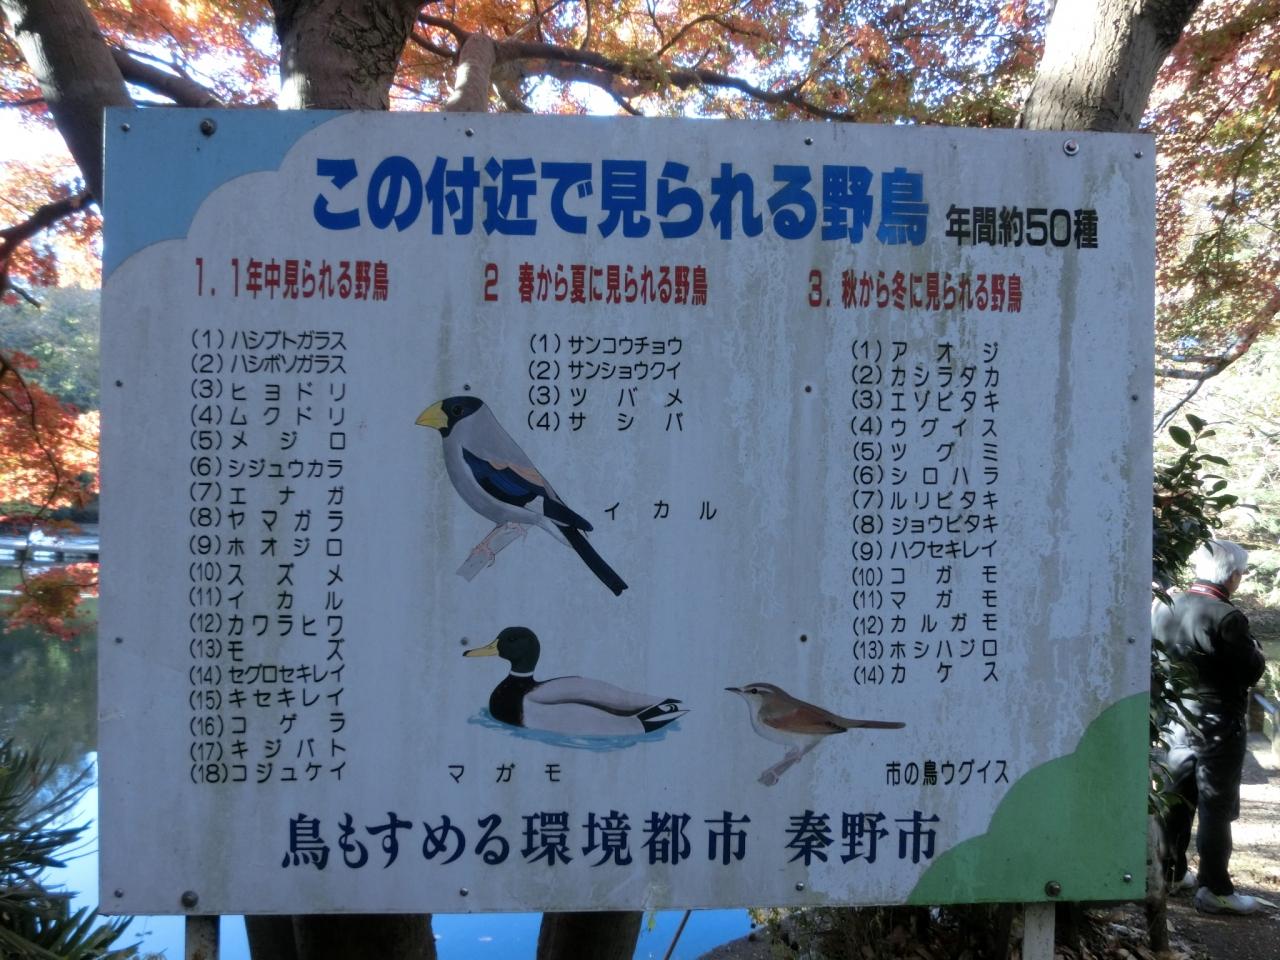 この付近で見られる野鳥 年間約50種
1. 1年中見られる野鳥
(1) ハシブトガラス
(2) ハシボソガラス
(3) ヒヨドリ
(4) ムクドリ
(5) メジロ
(6) シジュウカラ
(7) エナガ
(8) ヤマガラ
(9) ホオジロ
(10) スズメ
(11) イカル
(12) カワラヒワ
(13) モズ
(14) セグロセキレイ
(15) キセキレイ
(16) コゲラ
(17) キジバト
(18) コジュケイ
2 春から夏に見られる野鳥
(1) サンコウチョウ
(2) サンショウクイ
(3) ツバメ
(4) サシバ
3. 秋から冬に見られる野鳥
(1) アオジ
(2) カシラダカ
(3) エゾビタキ
(4) ウグイス
(5) ツグミ
(6) シロハラ
(7) ルリビタキ
(8) ジョウビタキ
(9) ハクセキレイ
(10) コガモ
(11) マガモ
(12) カルガモ
(13) ホシハジロ
(14) カケス
イカル
マガモ
市の鳥ウグイス
鳥もすめる環境都市 秦野市